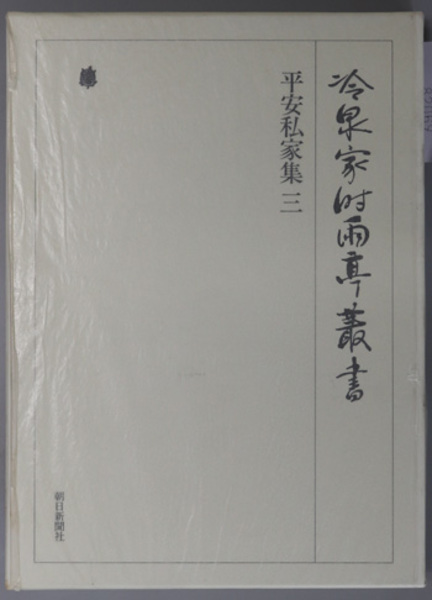 冷泉家時雨亭叢書
平安私家集 三
朝日新聞社